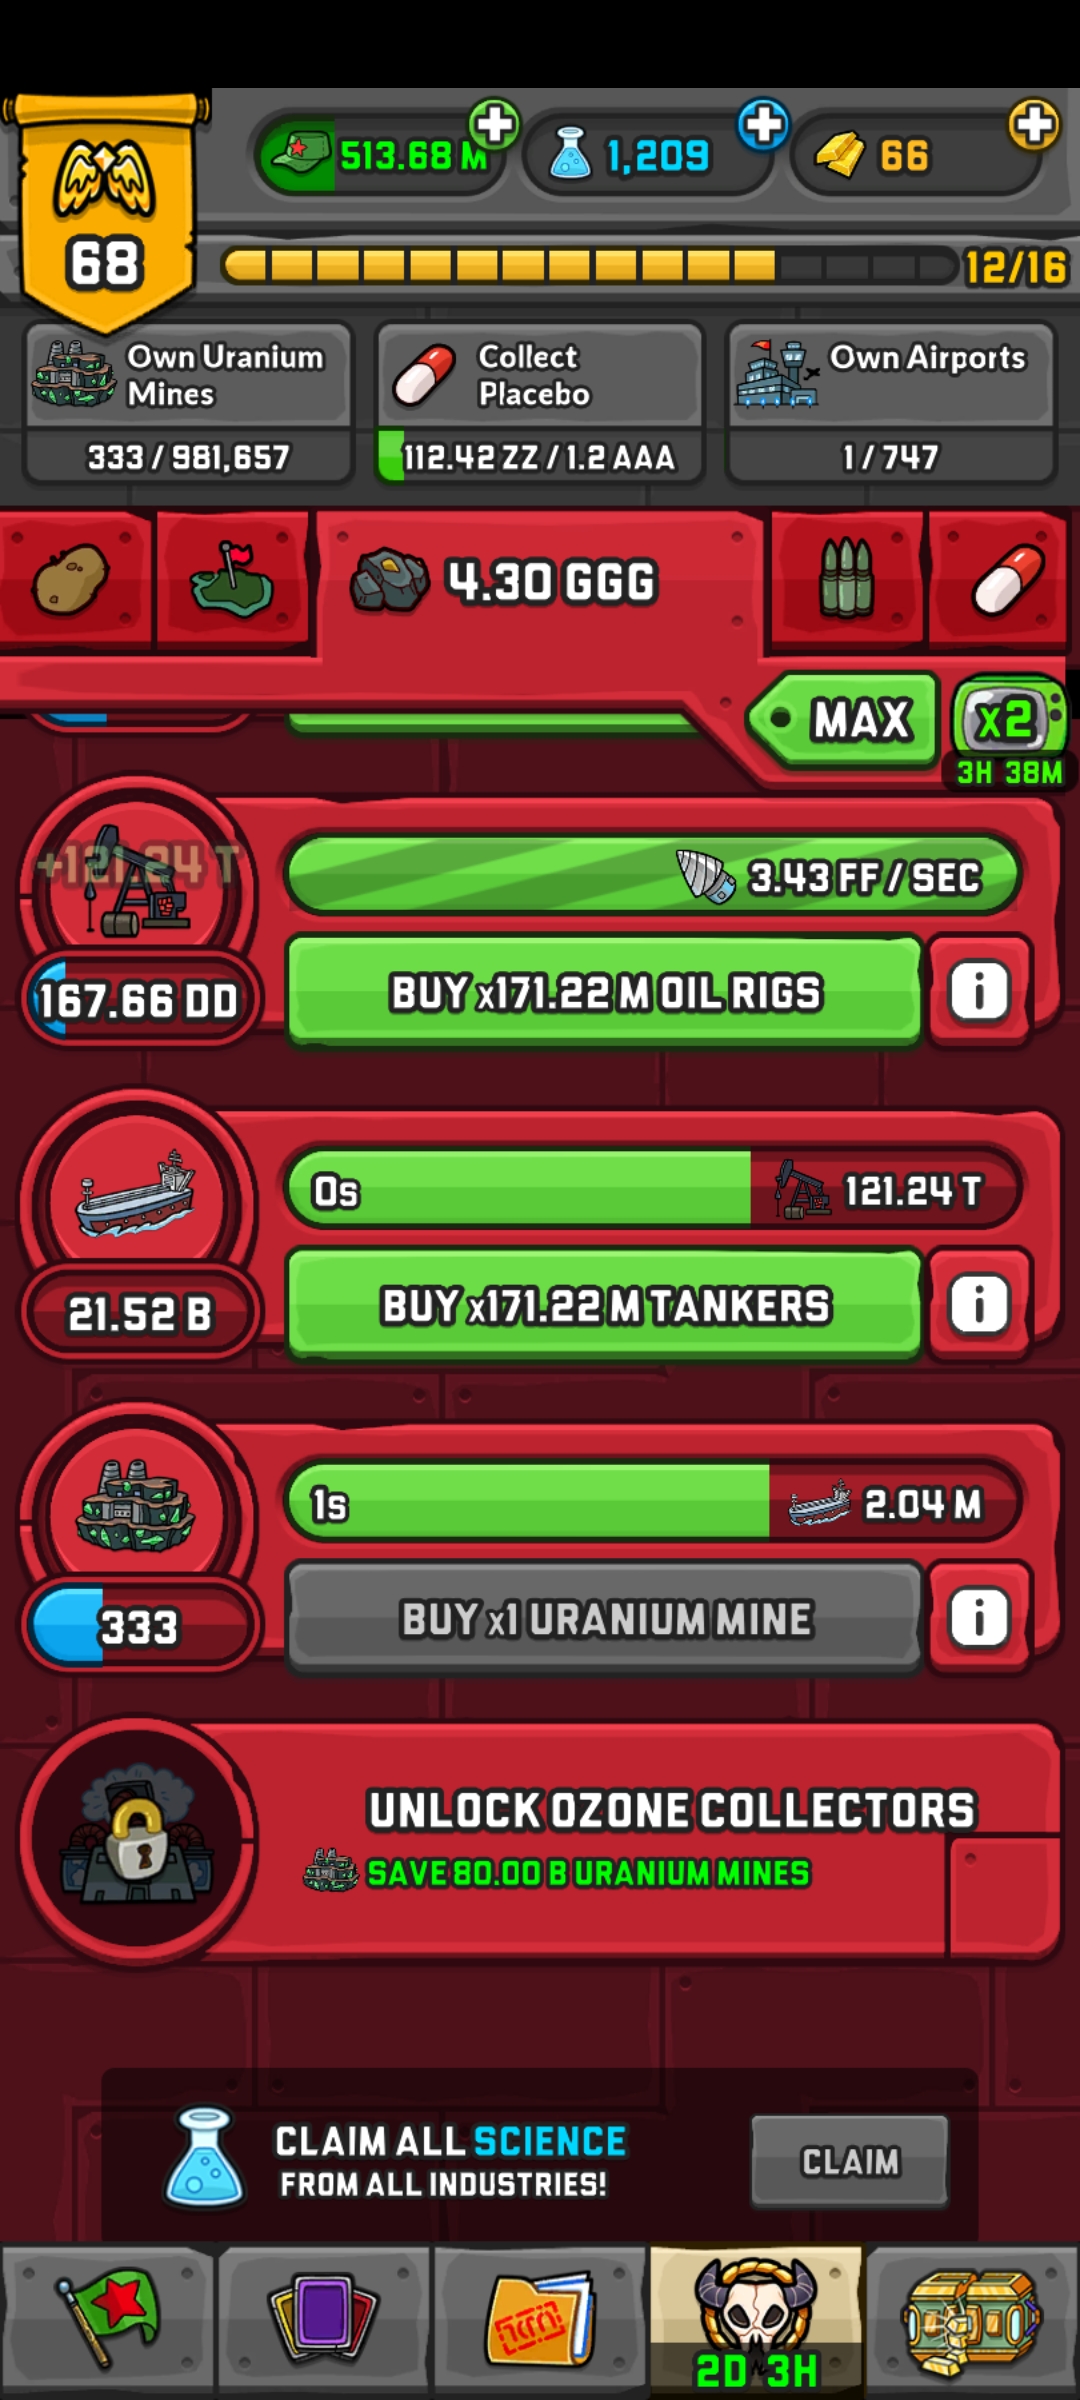 513.68 M
1,209
66
68
12/16
Own Uranium
Mines
333 / 981,657
Collect
Placebo
112.42 ZZ / 1.2 AAA
Own Airports
1 / 747
4.30 GGG
MAX
x2
3H 38M
+121.24 T
3.43 FF / SEC
167.66 DD
BUY x171.22 M OIL RIGS
i
0s
121.24 T
21.52 B
BUY x171.22 M TANKERS
i
1s
2.04 M
333
BUY x1 URANIUM MINE
i
UNLOCK OZONE COLLECTORS
SAVE 80.00 B URANIUM MINES
CLAIM ALL SCIENCE
FROM ALL INDUSTRIES!
CLAIM
2D 3H